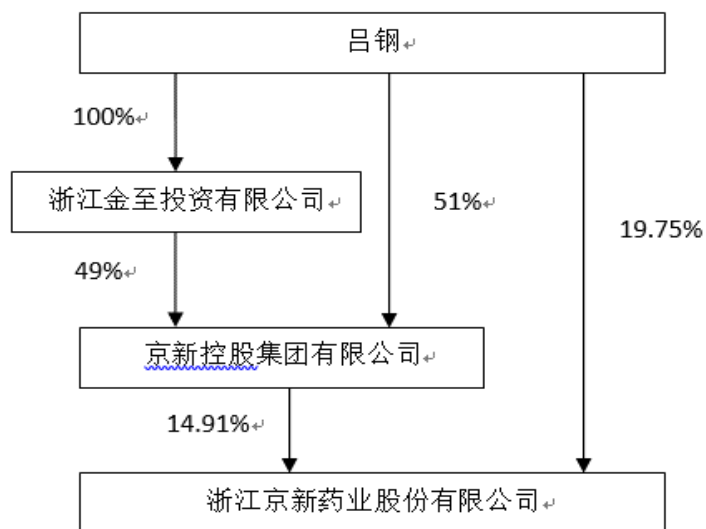 吕钢
100%
浙江金至投资有限公司
51%
19.75%
49%
京新控股集团有限公司
14.91%
浙江京新药业股份有限公司